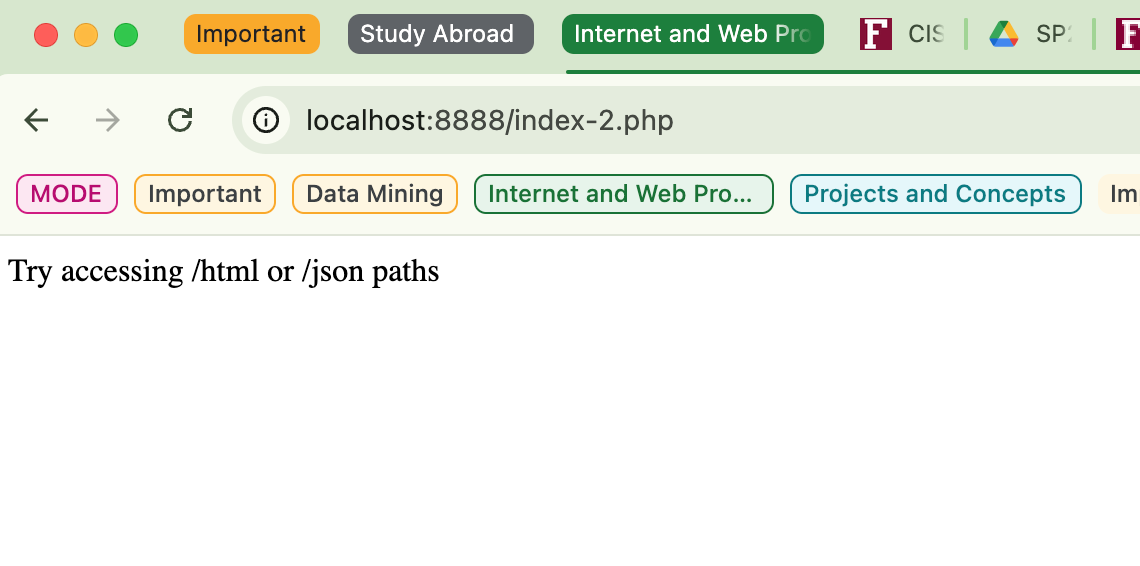 Important Study Abroad Internet and Web Pro CIS SP
localhost:8888/index-2.php
MODE Important Data Mining Internet and Web Pro... Projects and Concepts Im
Try accessing /html or /json paths